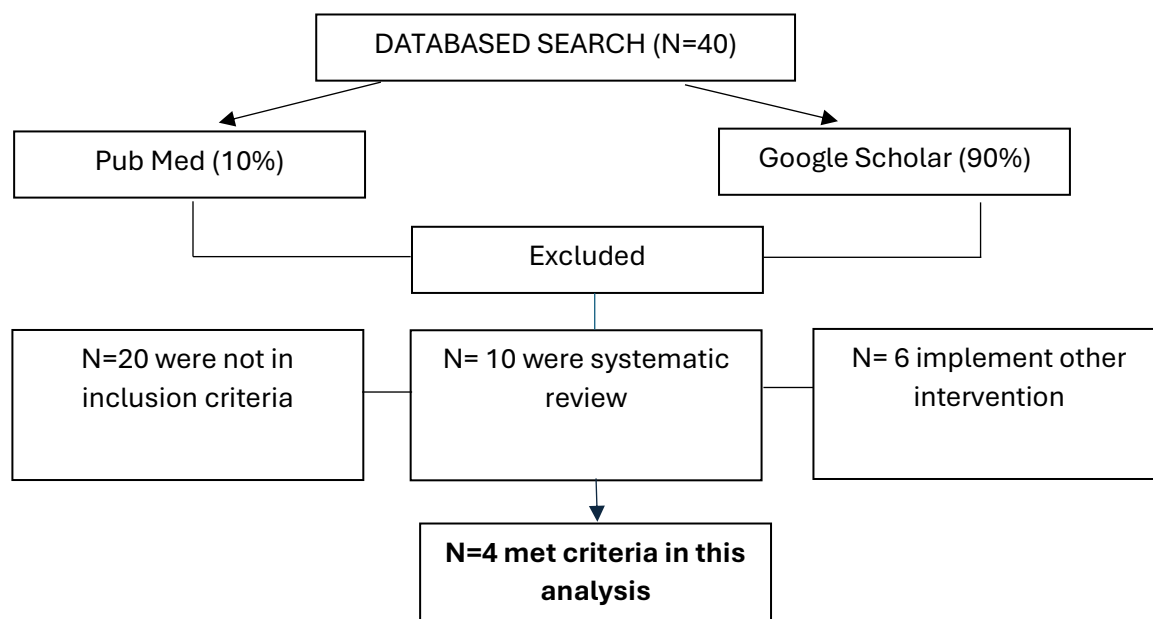 DATABASED SEARCH (N=40)
Pub Med (10%)
Google Scholar (90%)
Excluded
N=20 were not in
inclusion criteria
N= 10 were systematic
review
N= 6 implement other
intervention
N=4 met criteria in this
analysis